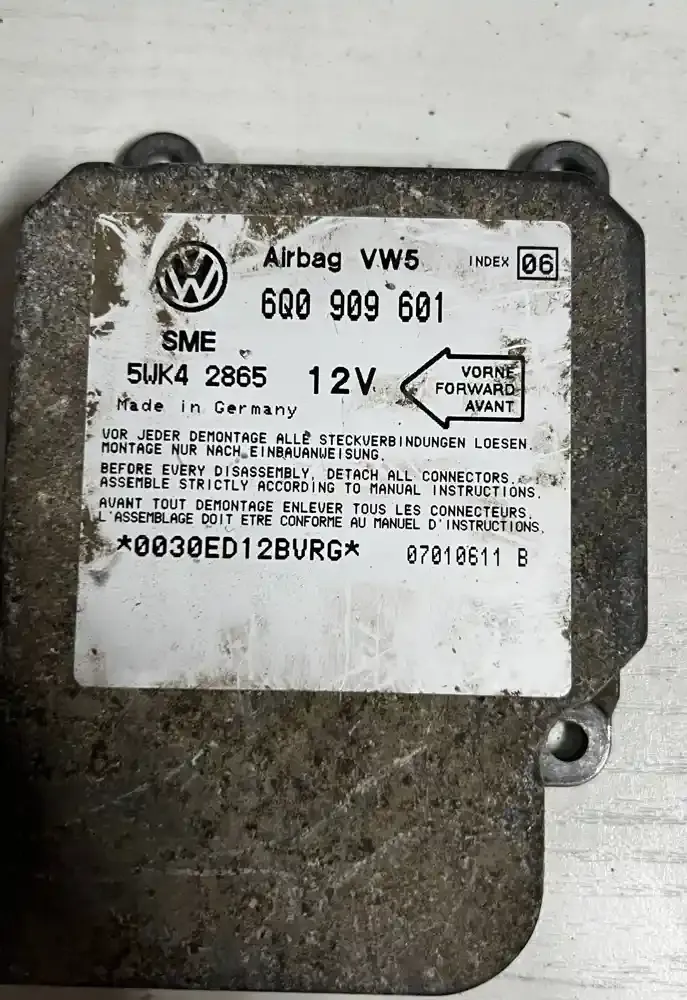 Airbag VW5 INDEX 06
6Q0 909 601
SME
5WK4 2865 12V
VORNE
FORWARD
AVANT
Made in Germany
VOR JEDER DEMONTAGE ALLE STECKVERBINDUNGEN LOESEN.
MONTAGE NUR NACH EINBAUANWEISUNG.
BEFORE EVERY DISASSEMBLY, DETACH ALL CONNECTORS.
ASSEMBLE STRICTLY ACCORDING TO MANUAL INSTRUCTIONS.
AVANT TOUT DEMONTAGE ENLEVER TOUS LES CONNECTEURS.
L'ASSEMBLAGE DOIT ETRE CONFORME AU MANUEL D'INSTRUCTIONS.
*0030ED12BVRG* 07010611 B